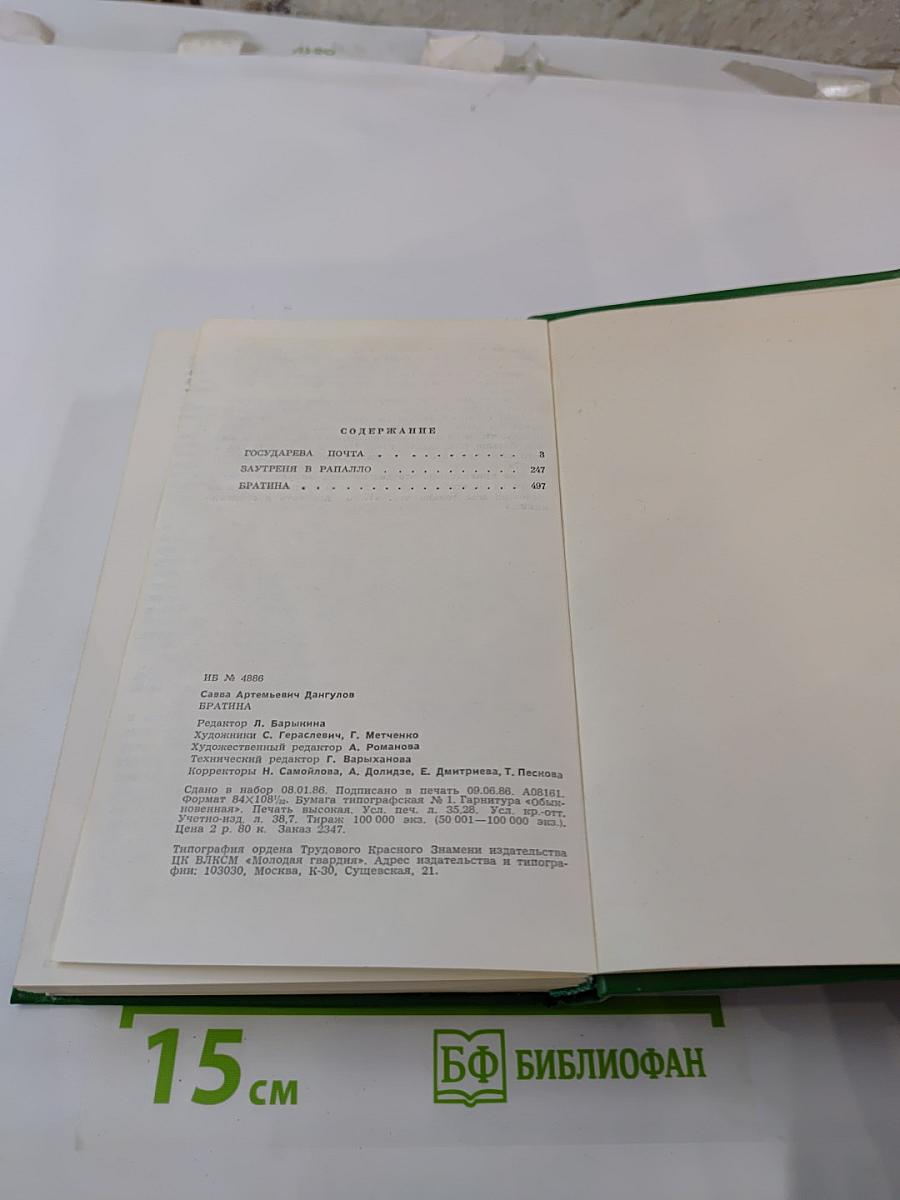 СОДЕРЖАНИЕ
ГОСУДАРЕВА ПОЧТА . . . . . . . . . . 3
ЗАУТРЕНЯ В РАПАЛЛО . . . . . . . . . . . 247
БРАТИНА . . . . . . . . . . . . . . . . . 497
ИБ № 4886
Савва Артемьевич Дангулов
БРАТИНА
Редактор Л. Барыкина
Художники С. Гераслевич, Г. Метченко
Художественный редактор А. Романова
Технический редактор Г. Варыханова
Корректоры Н. Самойлова, А. Долидзе, Е. Дмитриева, Т. Пескова
Сдано в набор 08.01.86. Подписано в печать 09.06.86. А08161.
Формат 84×108¹/₃₂. Бумага типографская № 1. Гарнитура «Обык-
новенная». Печать высокая. Усл. печ. л. 35,28. Усл. кр.-отт.
Учетно-изд. л. 38,7. Тираж 100 000 экз. (50 001—100 000 экз.).
Цена 2 р. 80 к. Заказ 2347.
Типография ордена Трудового Красного Знамени издательства
ЦК ВЛКСМ «Молодая гвардия». Адрес издательства и типогра-
фии: 103030, Москва, К-30, Сущевская, 21.
15 см
БФ БИБЛИОФАН